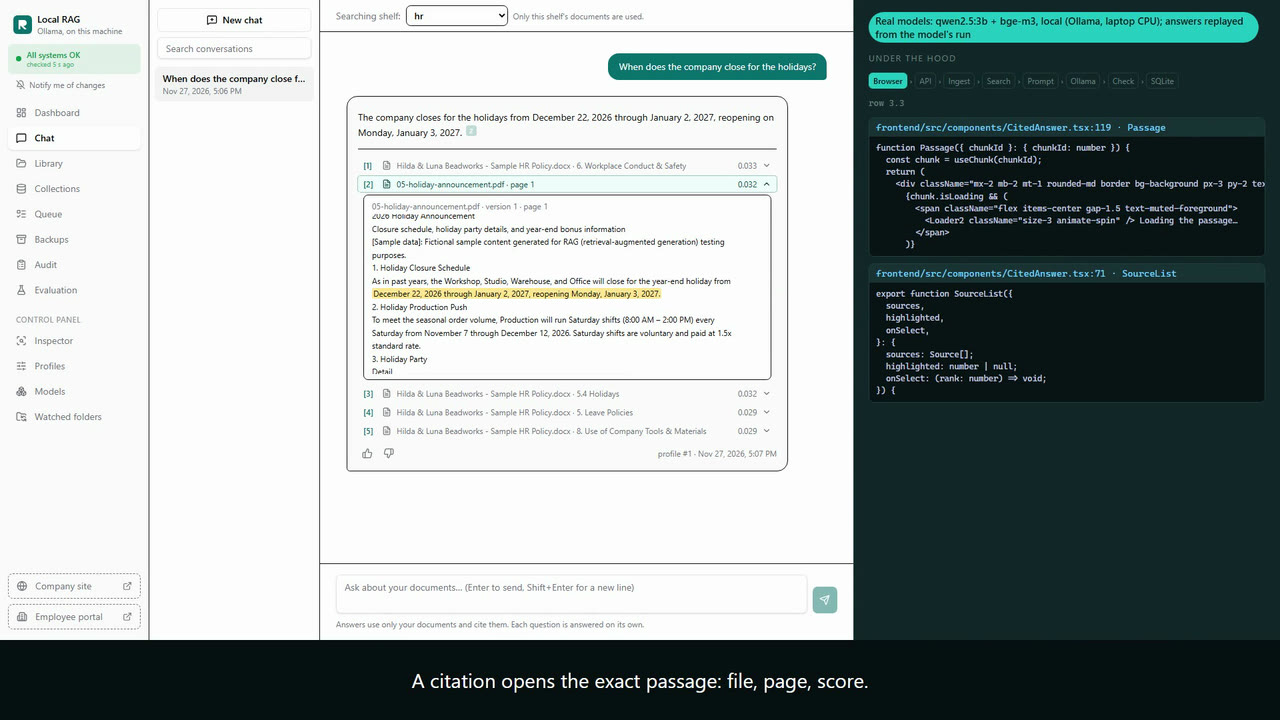 Local RAG
Ollama, on this machine
All systems OK
checked 5 s ago
Notify me of changes
Dashboard
Chat
Library
Collections
Queue
Backups
Audit
Evaluation
CONTROL PANEL
Inspector
Profiles
Models
Watched folders
Company site
Employee portal
New chat
Search conversations
When does the company close f...
Nov 27, 2026, 5:06 PM
Searching shelf:
hr
Only this shelf's documents are used.
When does the company close for the holidays?
The company closes for the holidays from December 22, 2026 through January 2, 2027, reopening on
Monday, January 3, 2027. 2
[1] Hilda & Luna Beadworks - Sample HR Policy.docx · 6. Workplace Conduct & Safety 0.033
[2] 05-holiday-announcement.pdf · page 1 0.032
05-holiday-announcement.pdf · version 1 · page 1
2026 Holiday Announcement
Closure schedule, holiday party details, and year-end bonus information
[Sample data]: Fictional sample content generated for RAG (retrieval-augmented generation) testing
purposes.
1. Holiday Closure Schedule
As in past years, the Workshop, Studio, Warehouse, and Office will close for the year-end holiday from
December 22, 2026 through January 2, 2027, reopening Monday, January 3, 2027.
2. Holiday Production Push
To meet the seasonal order volume, Production will run Saturday shifts (8:00 AM – 2:00 PM) every
Saturday from November 7 through December 12, 2026. Saturday shifts are voluntary and paid at 1.5x
standard rate.
3. Holiday Party
Detail
[3] Hilda & Luna Beadworks - Sample HR Policy.docx · 5.4 Holidays 0.032
[4] Hilda & Luna Beadworks - Sample HR Policy.docx · 5. Leave Policies 0.029
[5] Hilda & Luna Beadworks - Sample HR Policy.docx · 8. Use of Company Tools & Materials 0.029
profile #1 · Nov 27, 2026, 5:07 PM
Ask about your documents... (Enter to send, Shift+Enter for a new line)
Answers use only your documents and cite them. Each question is answered on its own.
Real models: qwen2.5:3b + bge-m3, local (Ollama, laptop CPU); answers replayed
from the model's run
UNDER THE HOOD
Browser › API › Ingest › Search › Prompt › Ollama › Check › SQLite
row 3.3
frontend/src/components/CitedAnswer.tsx:119 · Passage
function Passage({ chunkId }: { chunkId: number }) {
const chunk = useChunk(chunkId);
return (
<div className="mx-2 mb-2 mt-1 rounded-md border bg-background px-3 py-2 tex
{chunk.isLoading && (
<span className="flex items-center gap-1.5 text-muted-foreground">
<Loader2 className="size-3 animate-spin" /> Loading the passage…
</span>
)}
frontend/src/components/CitedAnswer.tsx:71 · SourceList
export function SourceList({
sources,
highlighted,
onSelect,
}: {
sources: Source[];
highlighted: number | null;
onSelect: (rank: number) => void;
}) {
A citation opens the exact passage: file, page, score.